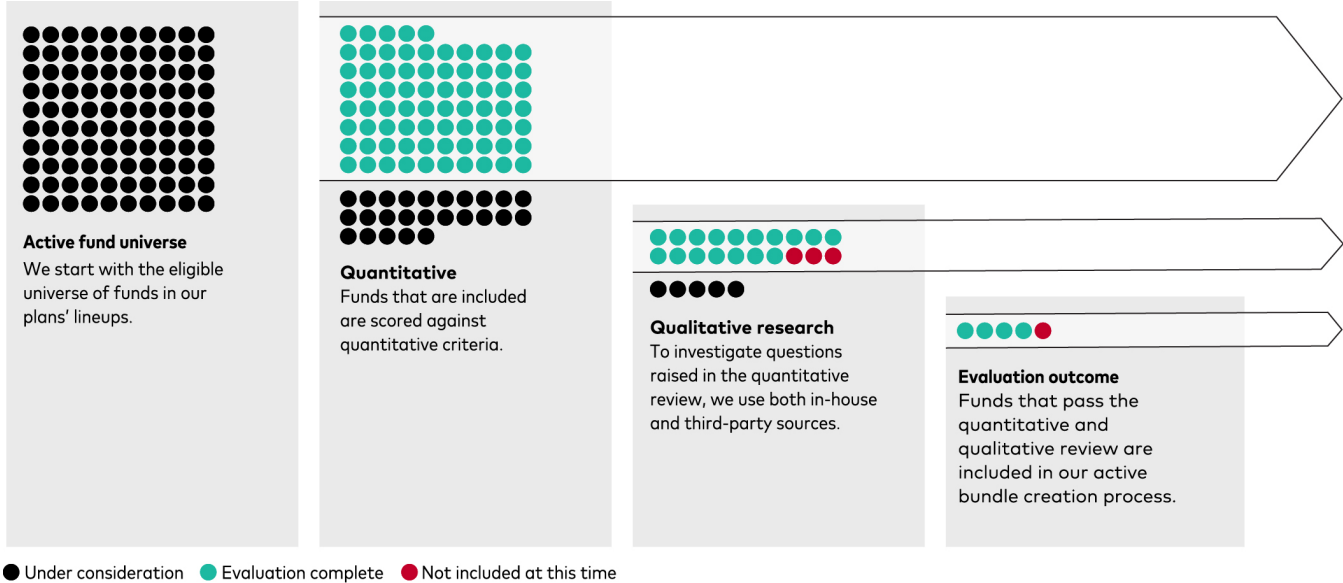 Active fund universe
We start with the eligible
universe of funds in our
plans’ lineups.
Quantitative
Funds that are included
are scored against
quantitative criteria.
Qualitative research
To investigate questions
raised in the quantitative
review, we use both in-house
and third-party sources.
Evaluation outcome
Funds that pass the
quantitative and
qualitative review are
included in our active
bundle creation process.
Under consideration
Evaluation complete
Not included at this time